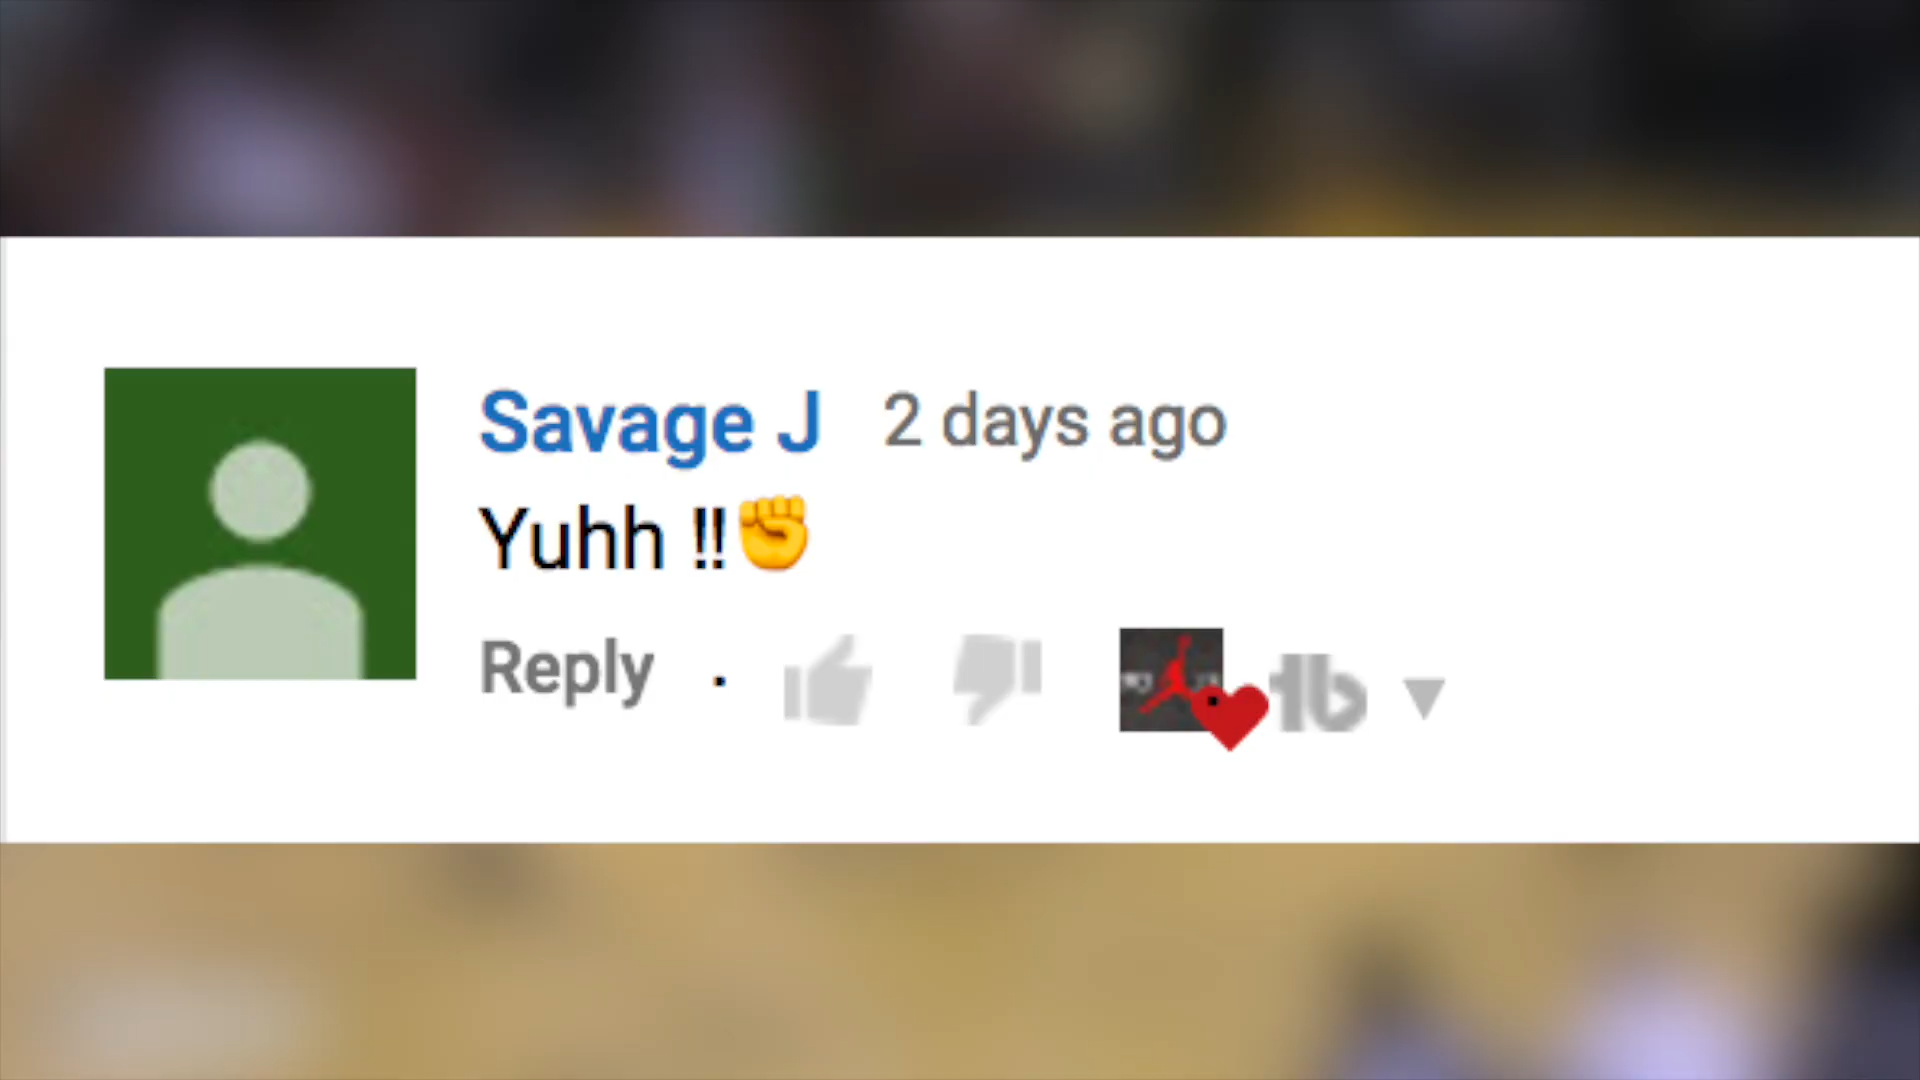 Savage J 2 days ago
Yuhh !!✊
Reply .